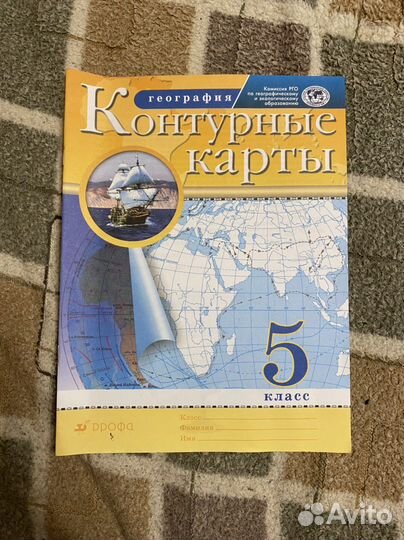 география
Комиссия РГО
по географическому
и экологическому
образованию
Контурные
карты
5
класс
Класс
Фамилия
Имя
дрофа
Avito